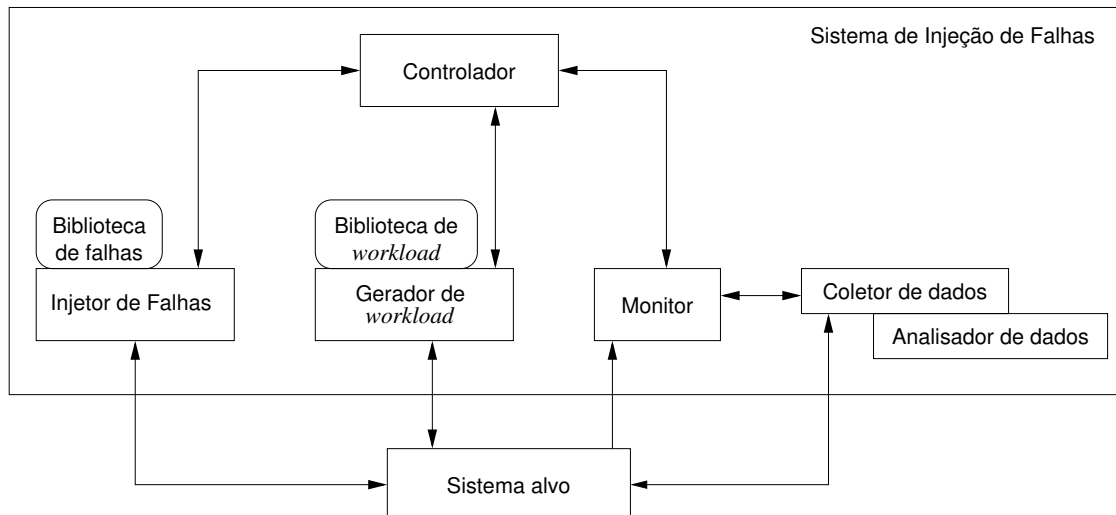 Sistema de Injeção de Falhas
Controlador
Biblioteca
de falhas
Biblioteca de
workload
Injetor de Falhas
Gerador de
workload
Monitor
Coletor de dados
Analisador de dados
Sistema alvo